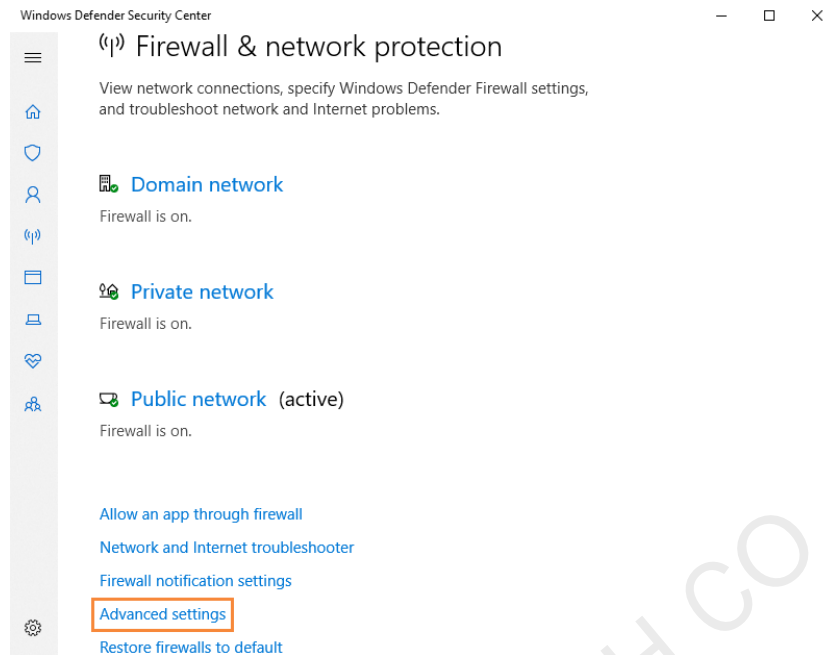 Windows Defender Security Center
Firewall & network protection
View network connections, specify Windows Defender Firewall settings,
and troubleshoot network and Internet problems.
Domain network
Firewall is on.
Private network
Firewall is on.
Public network (active)
Firewall is on.
Allow an app through firewall
Network and Internet troubleshooter
Firewall notification settings
Advanced settings
Restore firewalls to default
H CO